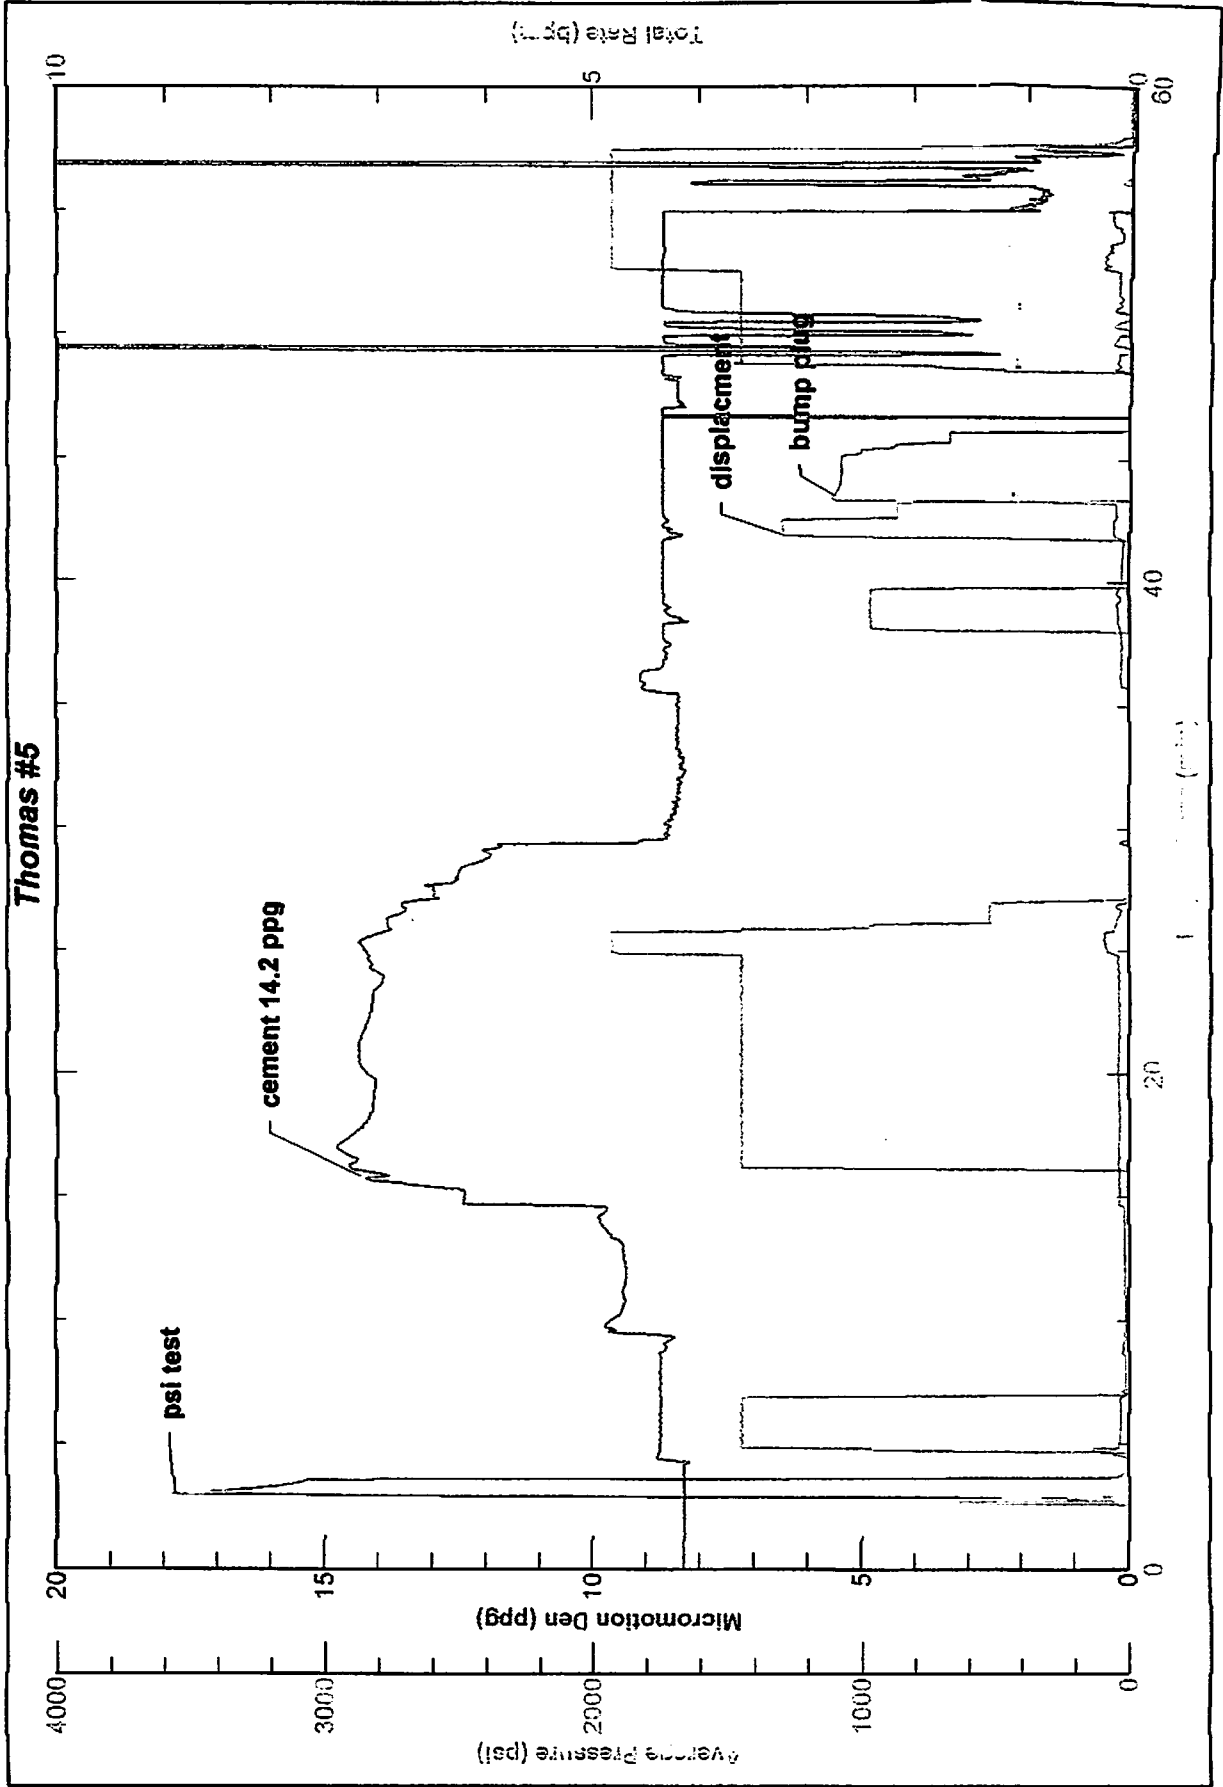 Thomas #5
4000
3000
2000
1000
0
Average Pressure (psi)
20
15
10
5
0
Micromotion Den (ppg)
psi test
cement 14.2 ppg
displacment
bump plug
10
5
0
Total Rate (bpm)
0
20
40
60